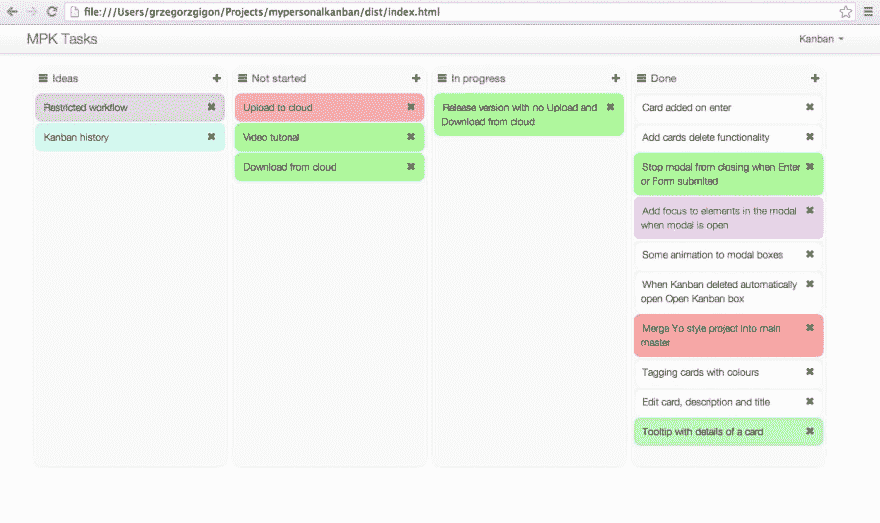 file:///Users/grzegorzgigon/Projects/mypersonalkanban/dist/index.html
MPK Tasks
Kanban
Ideas
Restricted workflow
Kanban history
Not started
Upload to cloud
Video tutorial
Download from cloud
In progress
Release version with no Upload and
Download from cloud
Done
Card added on enter
Add cards delete functionality
Stop modal from closing when Enter
or Form submited
Add focus to elements in the modal
when modal is open
Some animation to modal boxes
When Kanban deleted automatically
open Open Kanban box
Merge Yo style project into main
master
Tagging cards with colours
Edit card, description and title
Tooltip with details of a card